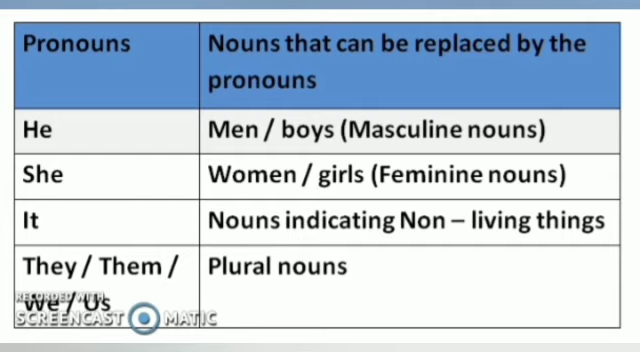 Pronouns
Nouns that can be replaced by the
pronouns
He
Men / boys (Masculine nouns)
She
Women / girls (Feminine nouns)
It
Nouns indicating Non – living things
They / Them /
We / Us
Plural nouns
RECORDED WITH
SCREENCAST MATIC